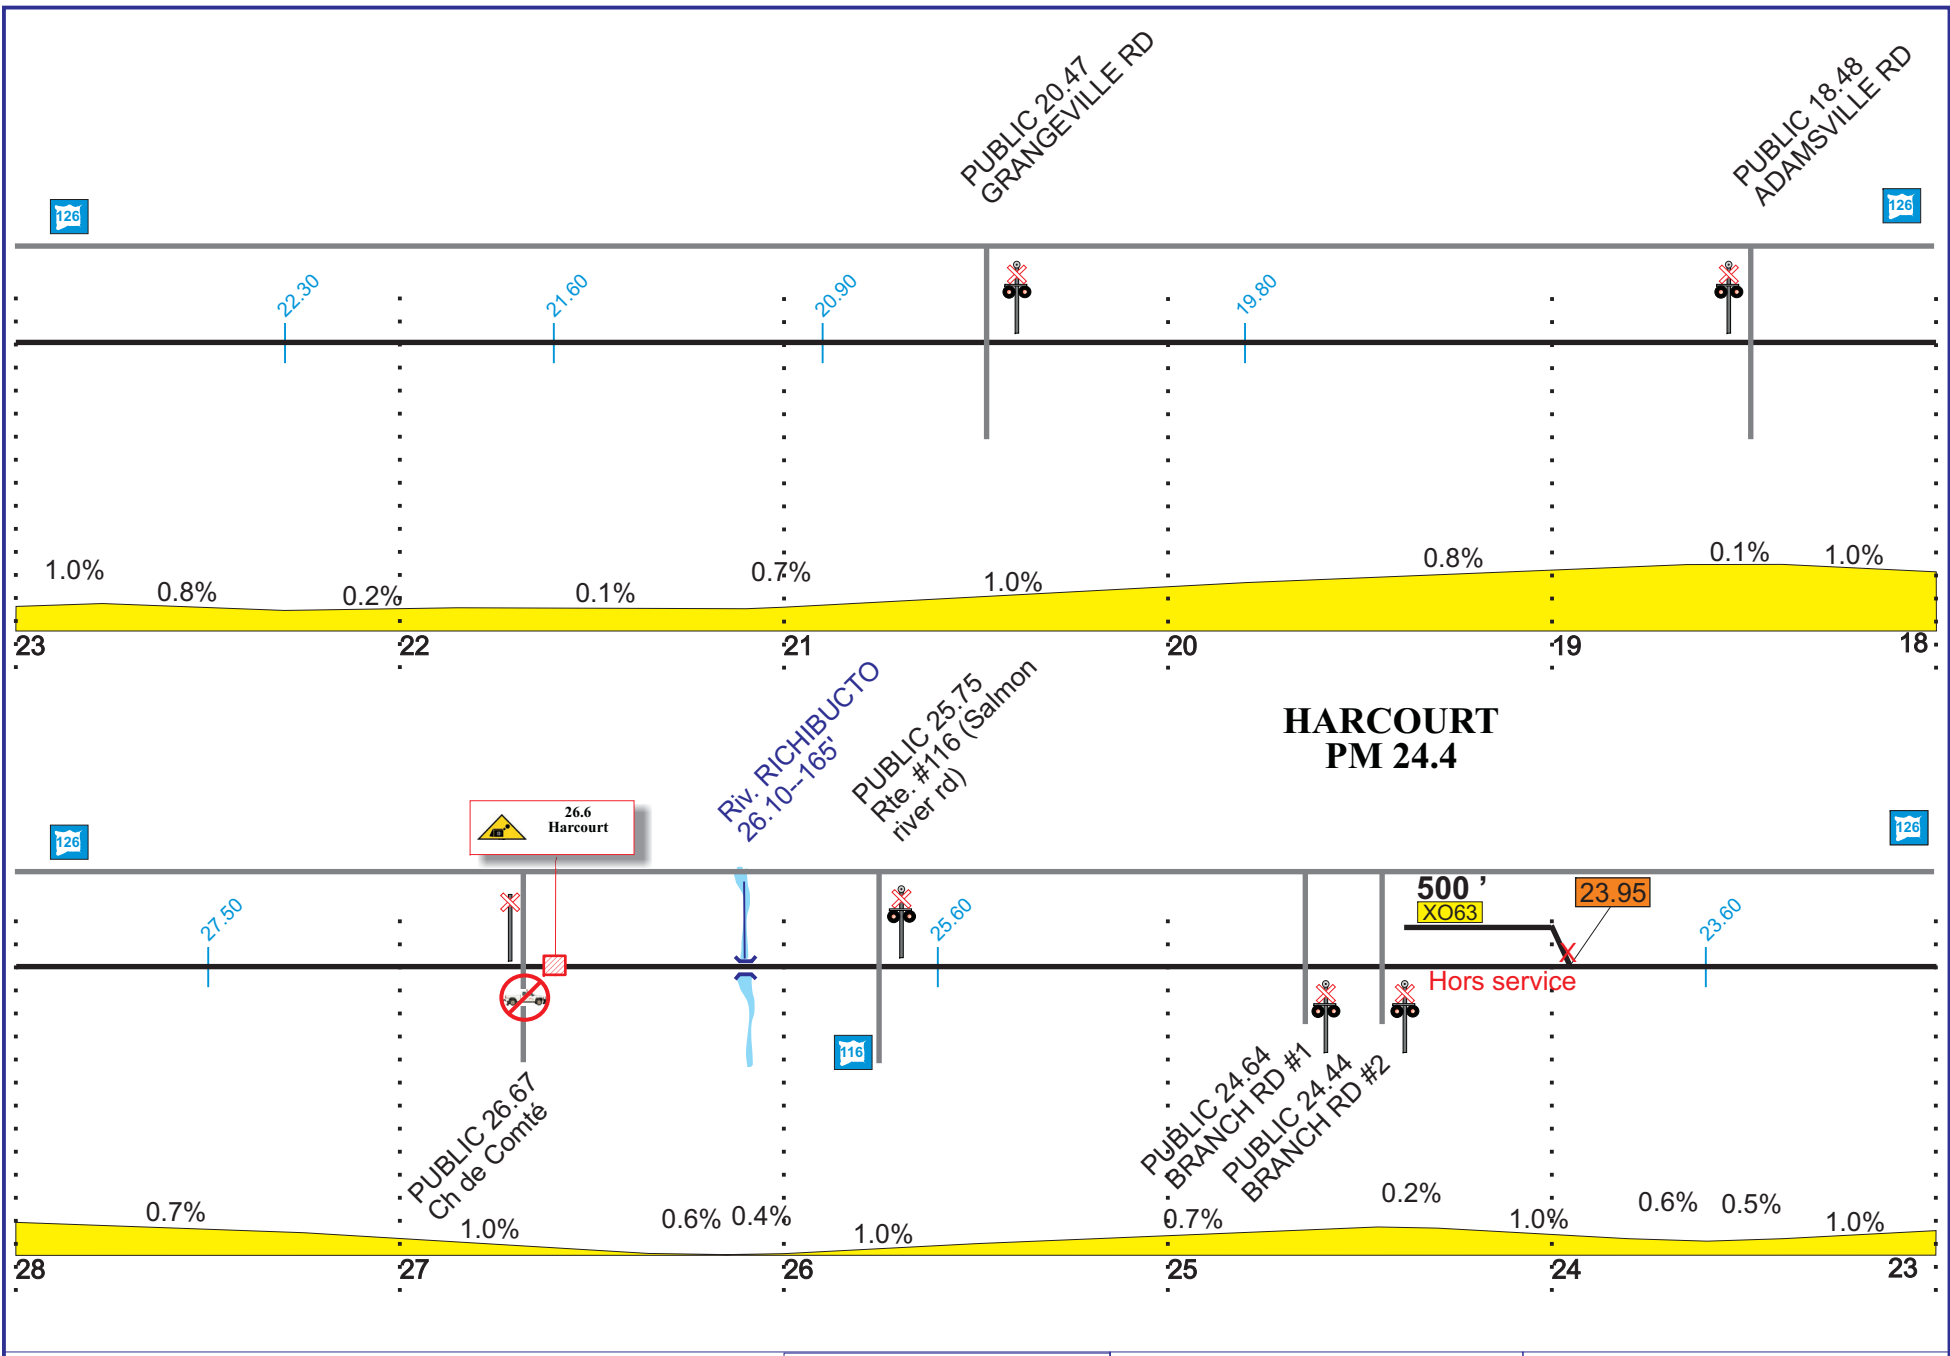 PUBLIC 20.47
GRANGEVILLE RD
PUBLIC 18.48
ADAMSVILLE RD
126
126
22.30
21.60
20.90
19.80
1.0%
0.8%
0.2%
0.1%
0.7%
1.0%
0.8%
0.1%
1.0%
23
22
21
20
19
18
Riv. RICHIBUCTO
26.10--165'
PUBLIC 25.75
Rte. #116 (Salmon
river rd)
HARCOURT
PM 24.4
126
26.6
Harcourt
126
27.50
25.60
500 '
XO63
23.95
23.60
Hors service
116
PUBLIC 26.67
Ch de Comté
PUBLIC 24.64
BRANCH RD #1
PUBLIC 24.44
BRANCH RD #2
0.7%
1.0%
0.6%
0.4%
1.0%
0.7%
0.2%
1.0%
0.6%
0.5%
1.0%
28
27
26
25
24
23